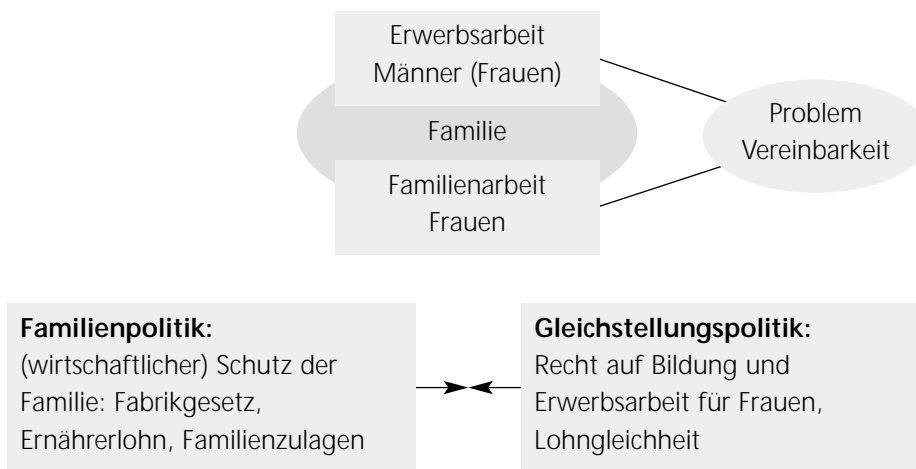 Erwerbsarbeit
Männer (Frauen)
Familie
Familienarbeit
Frauen
Problem
Vereinbarkeit
Familienpolitik:
(wirtschaftlicher) Schutz der
Familie: Fabrikgesetz,
Ernährerlohn, Familienzulagen
Gleichstellungspolitik:
Recht auf Bildung und
Erwerbsarbeit für Frauen,
Lohngleichheit